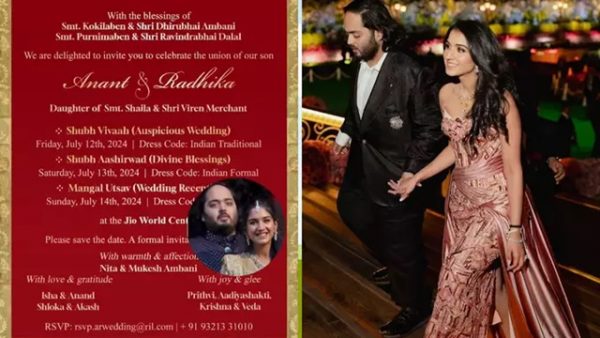 With the blessings of
Smt. Kokilaben & Shri Dhirubhai Ambani
Smt. Purnimaben & Shri Ravindrabhai Dalal
We are delighted to invite you to celebrate the union of our son
Anant & Radhika
Daughter of Smt. Shaila & Shri Viren Merchant
❖ Shubh Vivaah (Auspicious Wedding)
Friday, July 12th, 2024 | Dress Code: Indian Traditional
❖ Shubh Aashirwad (Divine Blessings)
Saturday, July 13th, 2024 | Dress Code: Indian Formal
❖ Mangal Utsav (Wedding
Sunday, July 14th, 2024 | Dress
at the Jio World
Please save the date. A formal
With warmth &
Nita & Mukesh Ambani
With love & gratitude
With joy & glee
Isha & Anand
Prithvi, Aadiyashakti,
Shloka & Akash
Krishna & Veda
RSVP: rsvp.arwedding@ril.com | + 91 93213 31010